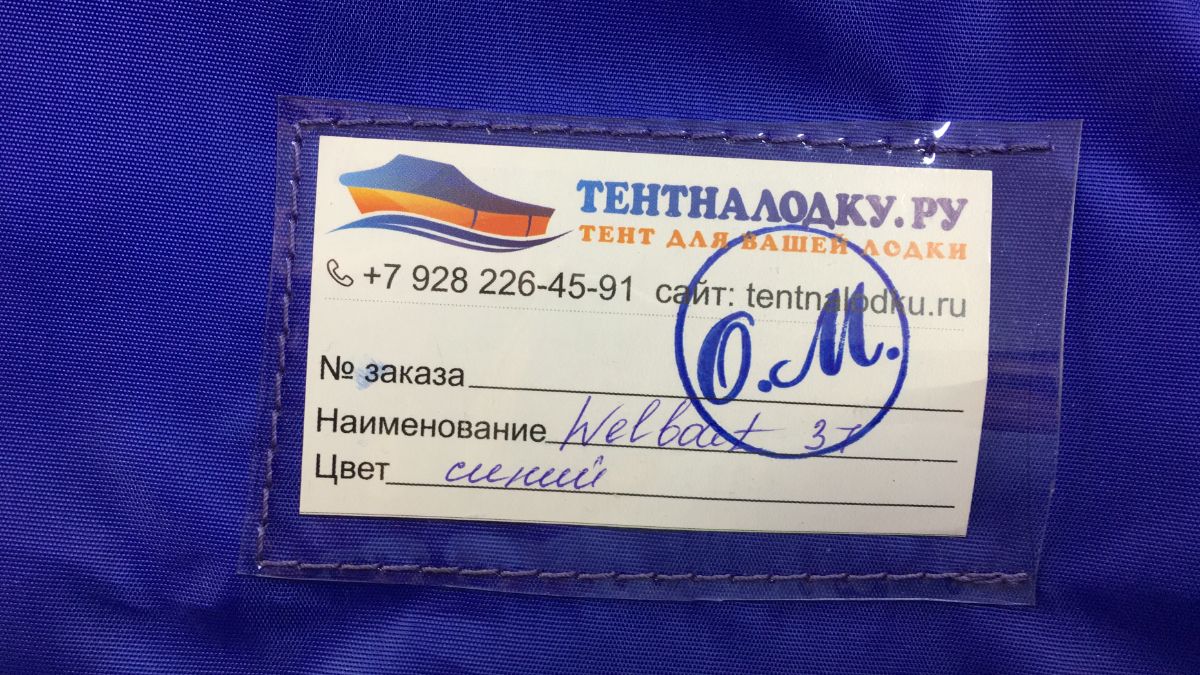 ТЕНТНАЛОДКУ.РУ
ТЕНТ ДЛЯ ВАШЕЙ ЛОДКИ
+7 928 226-45-91 сайт: tentnalodku.ru
О.М.
№ заказа
Наименование Welboat
Цвет синий